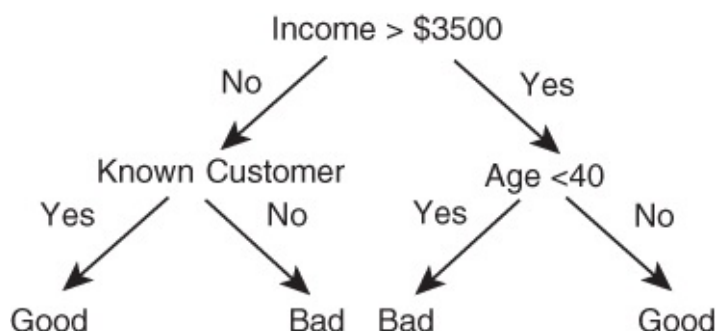 Income > $3500
No Yes
Known Customer Age <40
Yes No Yes No
Good Bad Bad Good